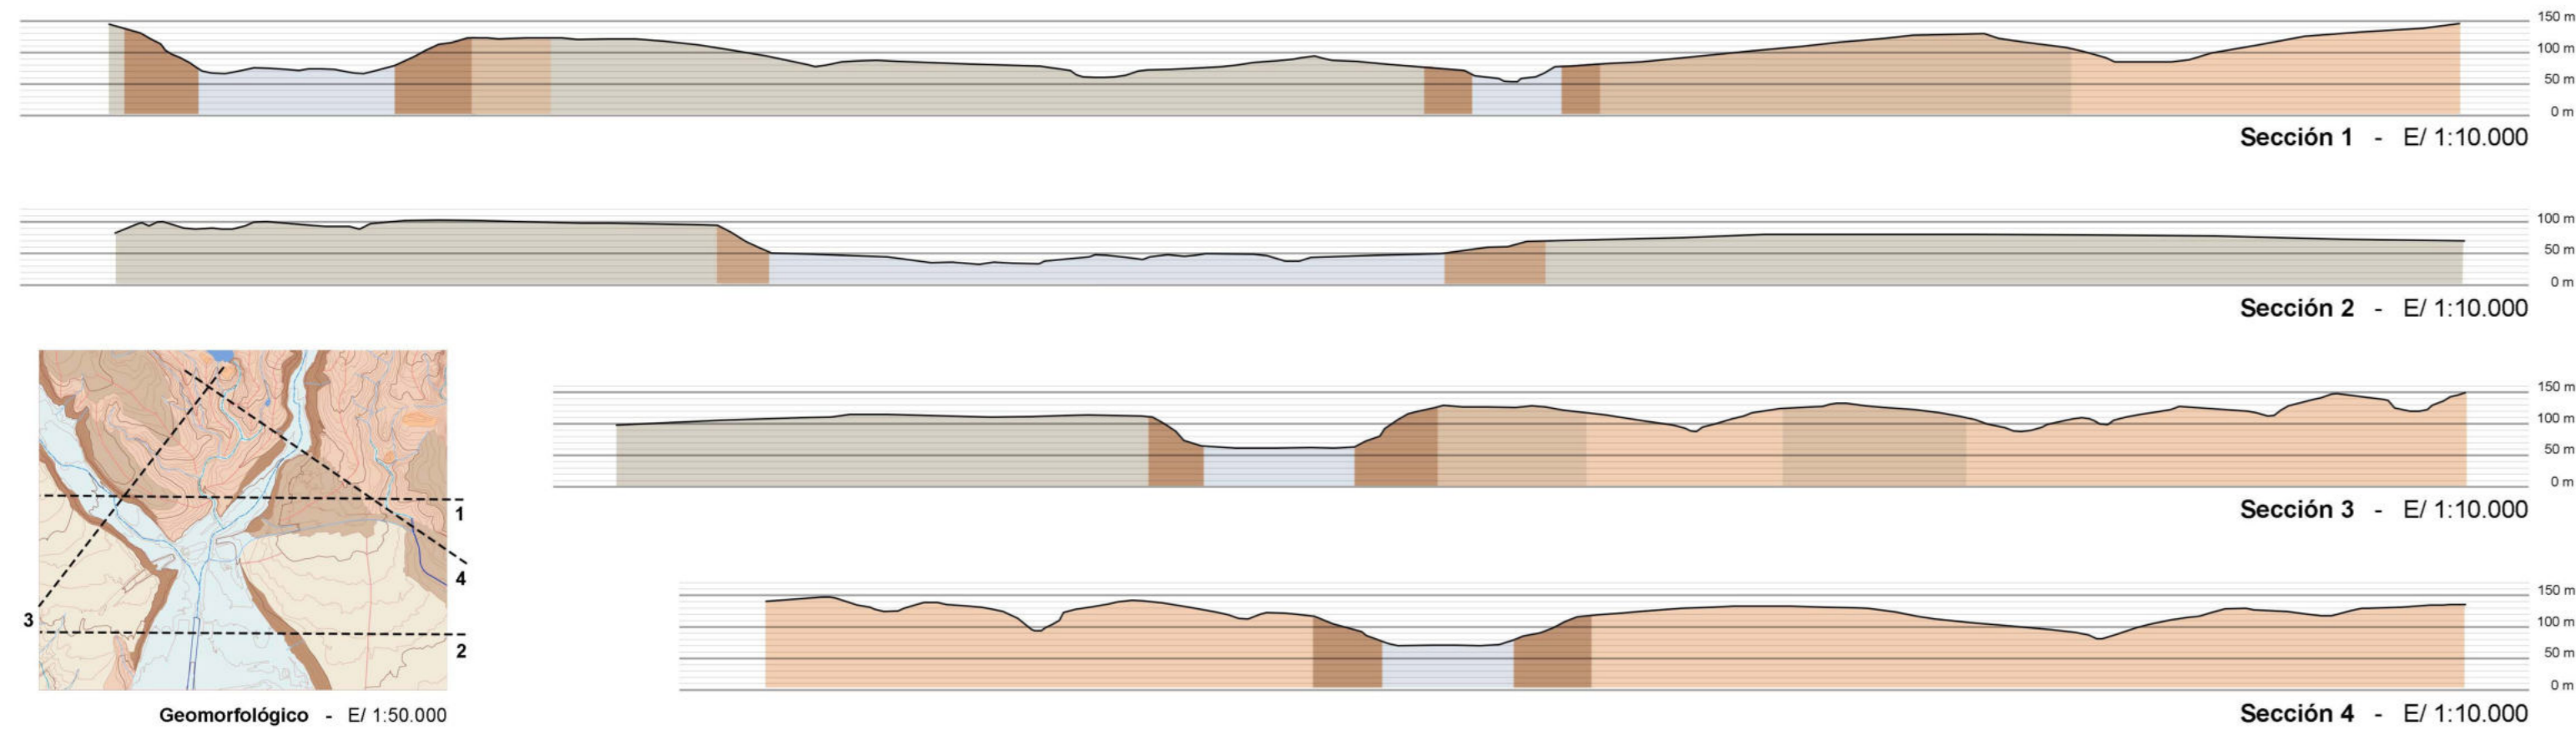 150 m
100 m
50 m
0 m
Sección 1 - E/ 1:10.000
100 m
50 m
0 m
Sección 2 - E/ 1:10.000
1
4
3
2
Geomorfológico - E/ 1:50.000
150 m
100 m
50 m
0 m
Sección 3 - E/ 1:10.000
150 m
100 m
50 m
0 m
Sección 4 - E/ 1:10.000